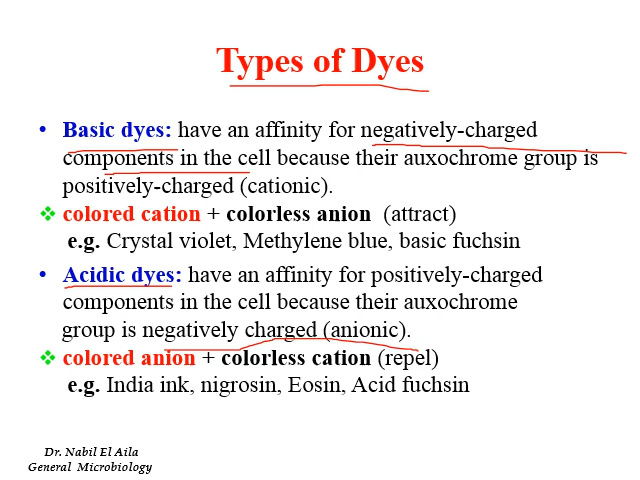 Types of Dyes
• Basic dyes: have an affinity for negatively-charged
components in the cell because their auxochrome group is
positively-charged (cationic).
❖ colored cation + colorless anion (attract)
e.g. Crystal violet, Methylene blue, basic fuchsin
• Acidic dyes: have an affinity for positively-charged
components in the cell because their auxochrome
group is negatively charged (anionic).
❖ colored anion + colorless cation (repel)
e.g. India ink, nigrosin, Eosin, Acid fuchsin
Dr. Nabil El Aila
General Microbiology